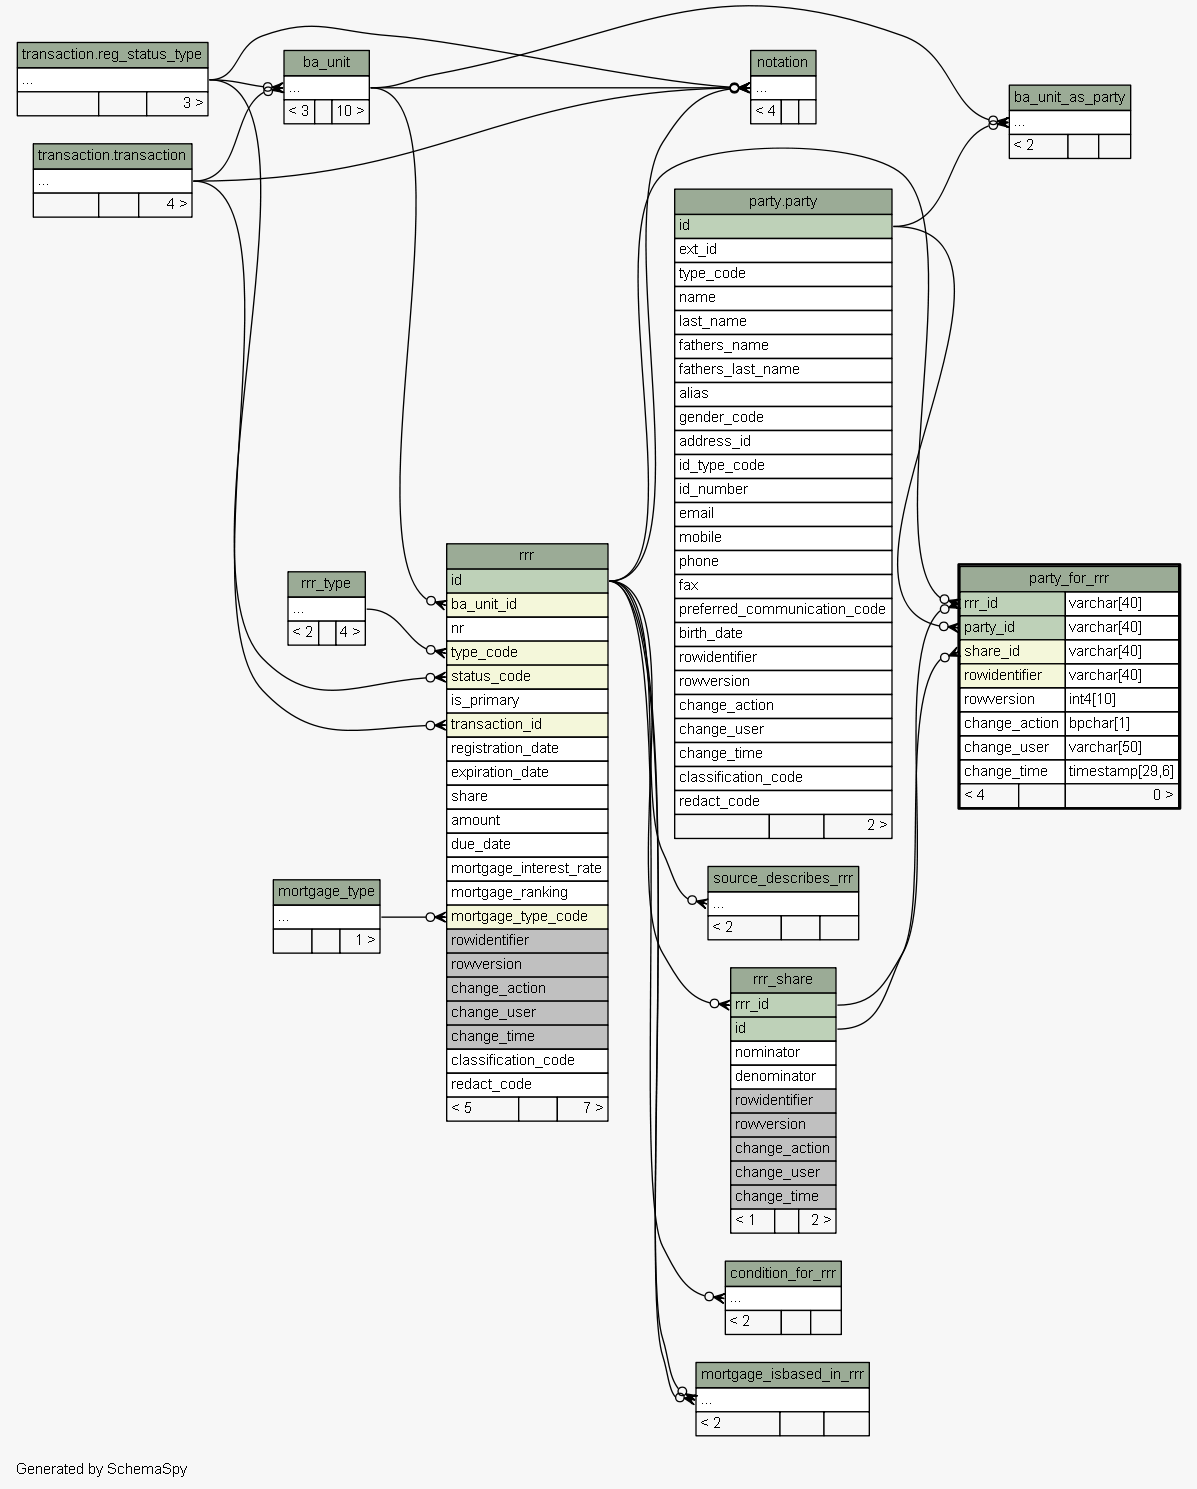 transaction.reg_status_type
...
3 >
ba_unit
...
< 3 10 >
notation
...
< 4
ba_unit_as_party
...
< 2
transaction.transaction
...
4 >
party.party
id
ext_id
type_code
name
last_name
fathers_name
fathers_last_name
alias
gender_code
address_id
id_type_code
id_number
email
mobile
phone
fax
preferred_communication_code
birth_date
rowidentifier
rowversion
change_action
change_user
change_time
classification_code
redact_code
2 >
rrr
id
ba_unit_id
nr
type_code
status_code
is_primary
transaction_id
registration_date
expiration_date
share
amount
due_date
mortgage_interest_rate
mortgage_ranking
mortgage_type_code
rowidentifier
rowversion
change_action
change_user
change_time
classification_code
redact_code
< 5 7 >
rrr_type
...
< 2 4 >
party_for_rrr
rrr_id varchar[40]
party_id varchar[40]
share_id varchar[40]
rowidentifier varchar[40]
rowversion int4[10]
change_action bpchar[1]
change_user varchar[50]
change_time timestamp[29,6]
< 4 0 >
mortgage_type
...
1 >
source_describes_rrr
...
< 2
rrr_share
rrr_id
id
nominator
denominator
rowidentifier
rowversion
change_action
change_user
change_time
< 1 2 >
condition_for_rrr
...
< 2
mortgage_isbased_in_rrr
...
< 2
Generated by SchemaSpy